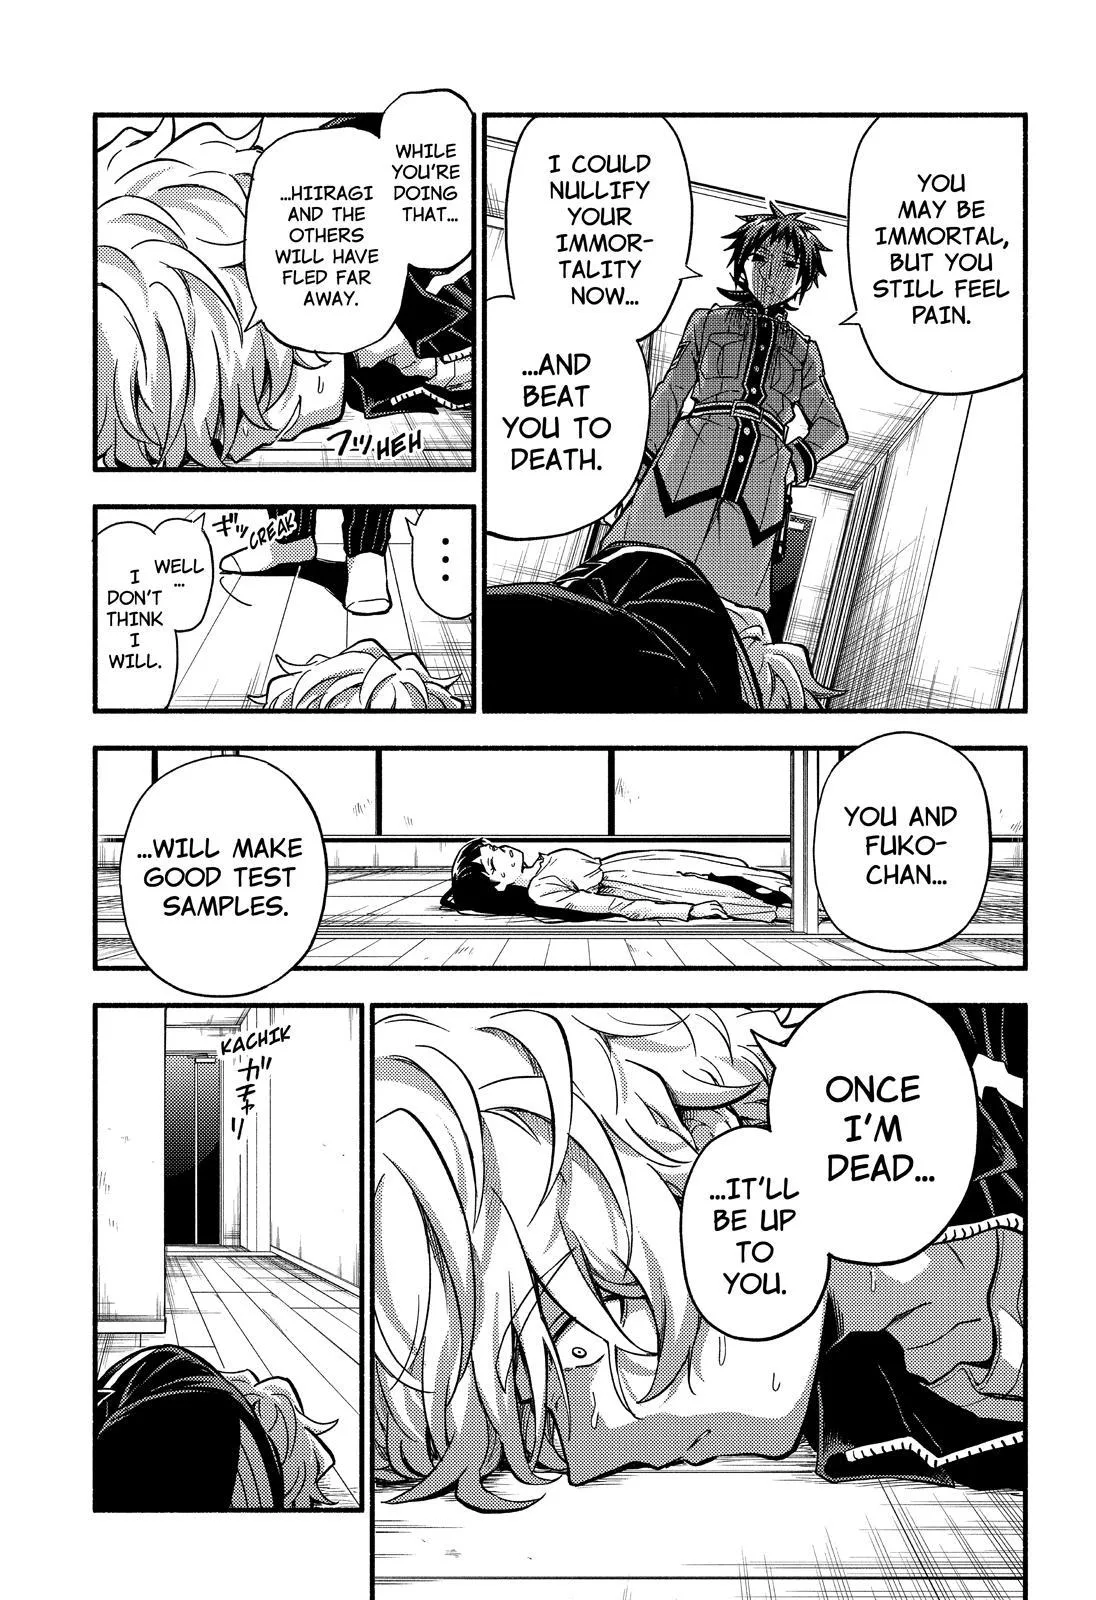 YOU
MAY BE
IMMORTAL,
BUT YOU
STILL FEEL
PAIN.
I COULD
NULLIFY
YOUR
IMMOR-
TALITY
NOW...
...AND
BEAT
YOU TO
DEATH.
WHILE
YOU'RE
DOING
THAT...
...HIIRAGI
AND THE
OTHERS
WILL HAVE
FLED FAR
AWAY.
フッ
HEH
...
ギッ
CREAK
WELL
...
I
DON'T
THINK
I
WILL.
YOU AND
FUKO-
CHAN...
...WILL MAKE
GOOD TEST
SAMPLES.
ONCE
I'M
DEAD...
...IT'LL
BE UP
TO
YOU.
KACHIK
ガチャリ